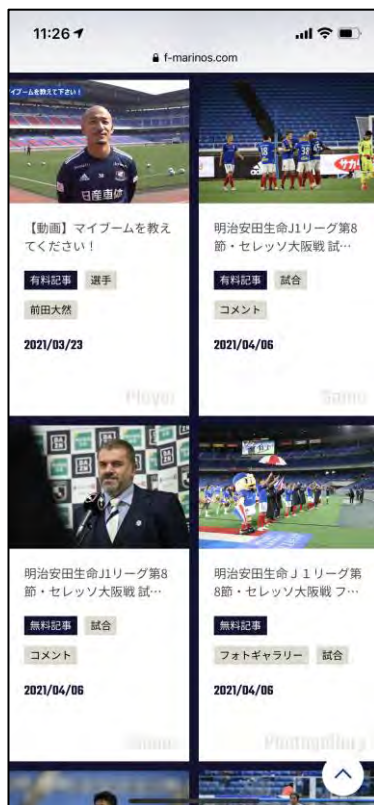 11:26
f-marinos.com
イブームを教えて下さい！
日産車体
【動画】マイブームを教え
てください！
有料記事 選手
前田大然
2021/03/23
Player
明治安田生命J1リーグ第8
節・セレッソ大阪戦 試…
有料記事 試合
コメント
2021/04/06
Game
明治安田生命J1リーグ第8
節・セレッソ大阪戦 試…
無料記事 試合
コメント
2021/04/06
Game
明治安田生命Ｊ１リーグ第
8節・セレッソ大阪戦 フ…
無料記事
フォトギャラリー 試合
2021/04/06
Photogallery